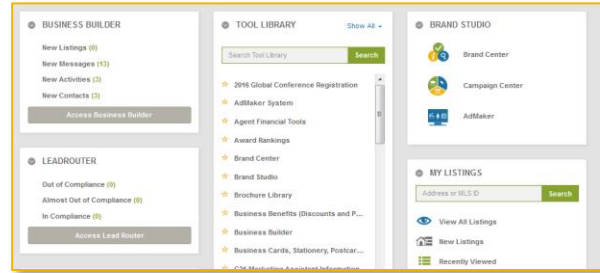 BUSINESS BUILDER
New Listings (0)
New Messages (13)
New Activities (3)
New Contacts (3)
Access Business Builder
LEADROUTER
Out of Compliance (0)
Almost Out of Compliance (0)
In Compliance (0)
Access Lead Router
TOOL LIBRARY
Show All
Search Tool Library
Search
2016 Global Conference Registration
AdMaker System
Agent Financial Tools
Award Rankings
Brand Center
Brand Studio
Brochure Library
Business Benefits (Discounts and P...
Business Builder
Business Cards, Stationery, Postcar...
C21 Marketing Assistant Information
BRAND STUDIO
Brand Center
Campaign Center
AdMaker
MY LISTINGS
Address or MLS ID
Search
View All Listings
New Listings
Recently Viewed